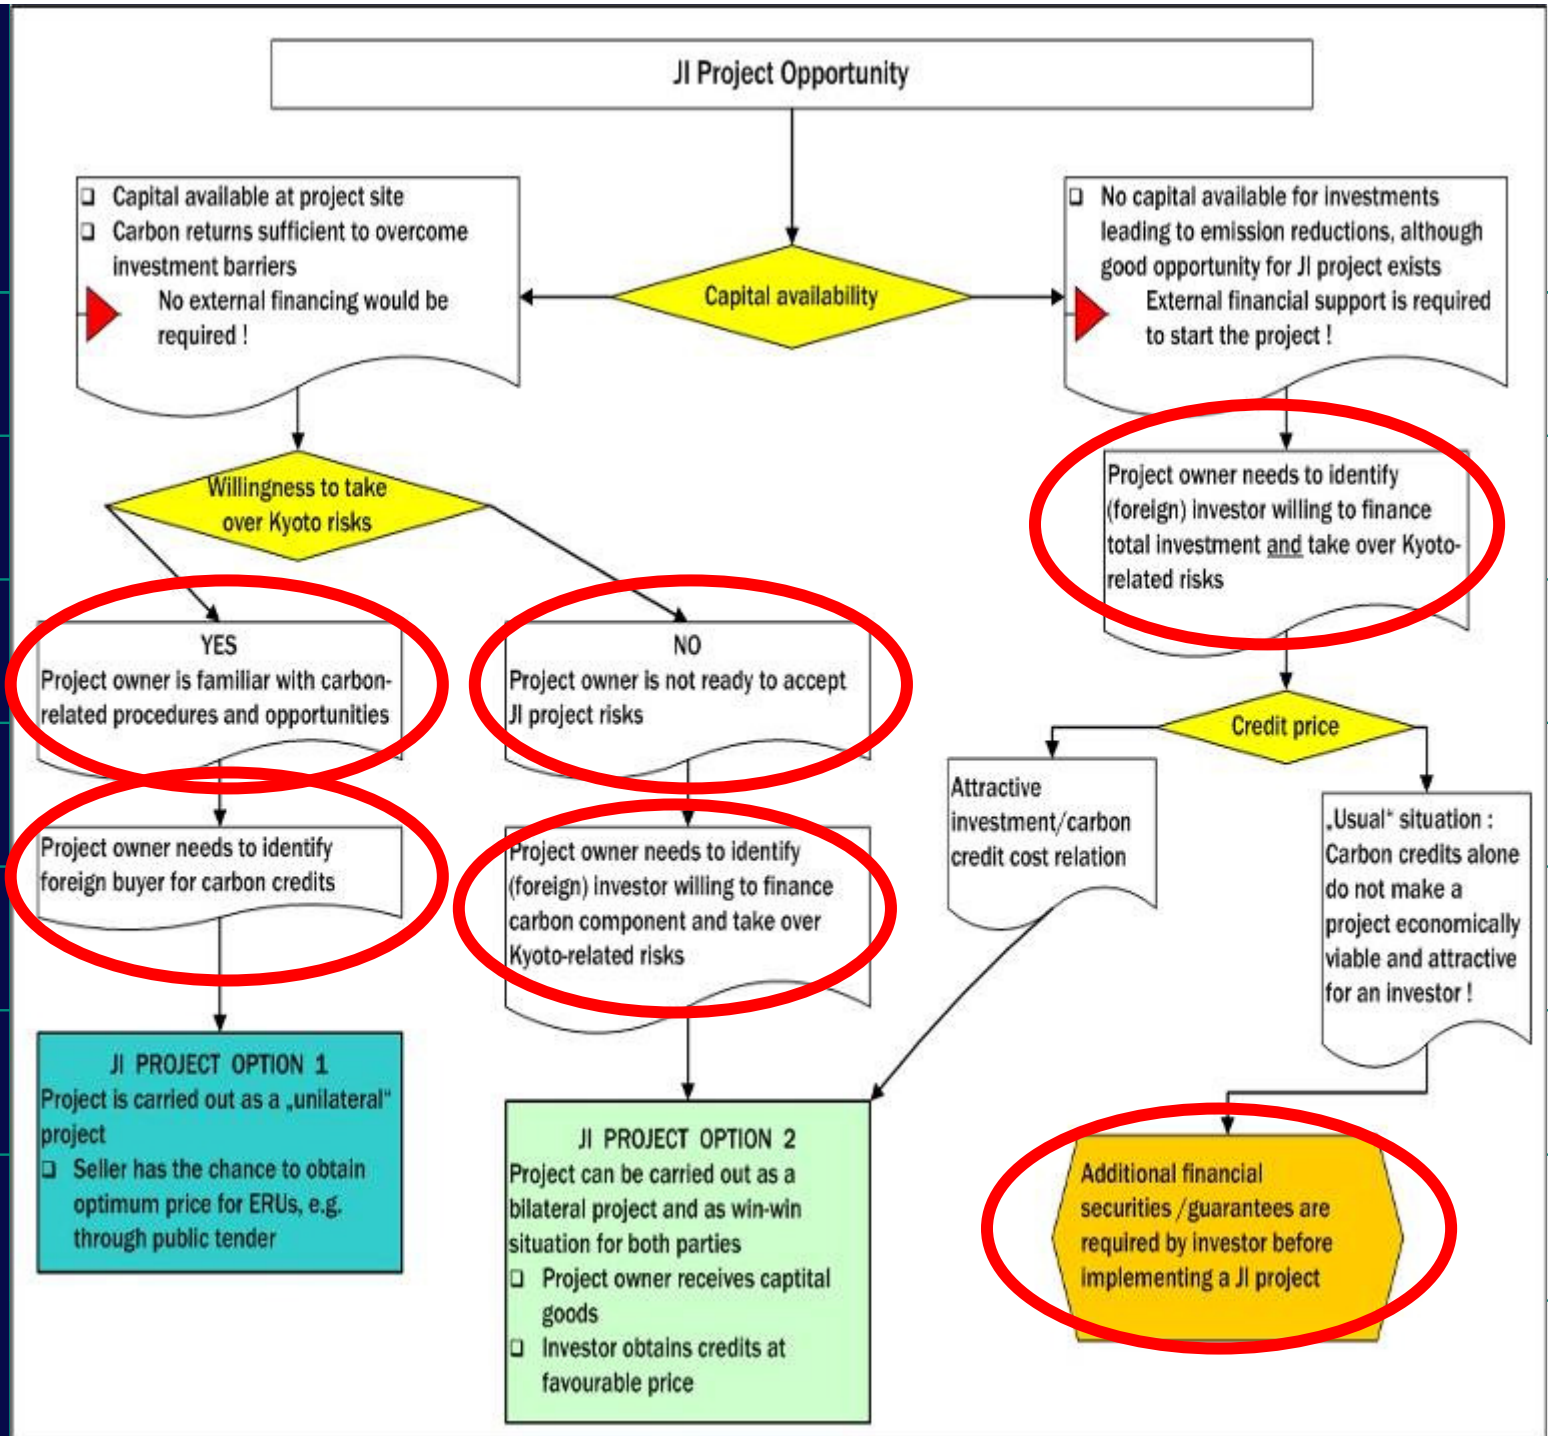 JI Project Opportunity
❑ Capital available at project site
❑ Carbon returns sufficient to overcome
investment barriers
No external financing would be
required !
Capital availability
❑ No capital available for investments
leading to emission reductions, although
good opportunity for JI project exists
External financial support is required
to start the project !
Willingness to take
over Kyoto risks
Project owner needs to identify
(foreign) investor willing to finance
total investment and take over Kyoto-
related risks
YES
Project owner is familiar with carbon-
related procedures and opportunities
NO
Project owner is not ready to accept
JI project risks
Credit price
Project owner needs to identify
foreign buyer for carbon credits
Project owner needs to identify
(foreign) investor willing to finance
carbon component and take over
Kyoto-related risks
Attractive
investment/carbon
credit cost relation
„Usual“ situation :
Carbon credits alone
do not make a
project economically
viable and attractive
for an investor !
JI PROJECT OPTION 1
Project is carried out as a „unilateral“
project
❑ Seller has the chance to obtain
optimum price for ERUs, e.g.
through public tender
JI PROJECT OPTION 2
Project can be carried out as a
bilateral project and as win-win
situation for both parties
❑ Project owner receives captital
goods
❑ Investor obtains credits at
favourable price
Additional financial
securities /guarantees are
required by investor before
implementing a JI project